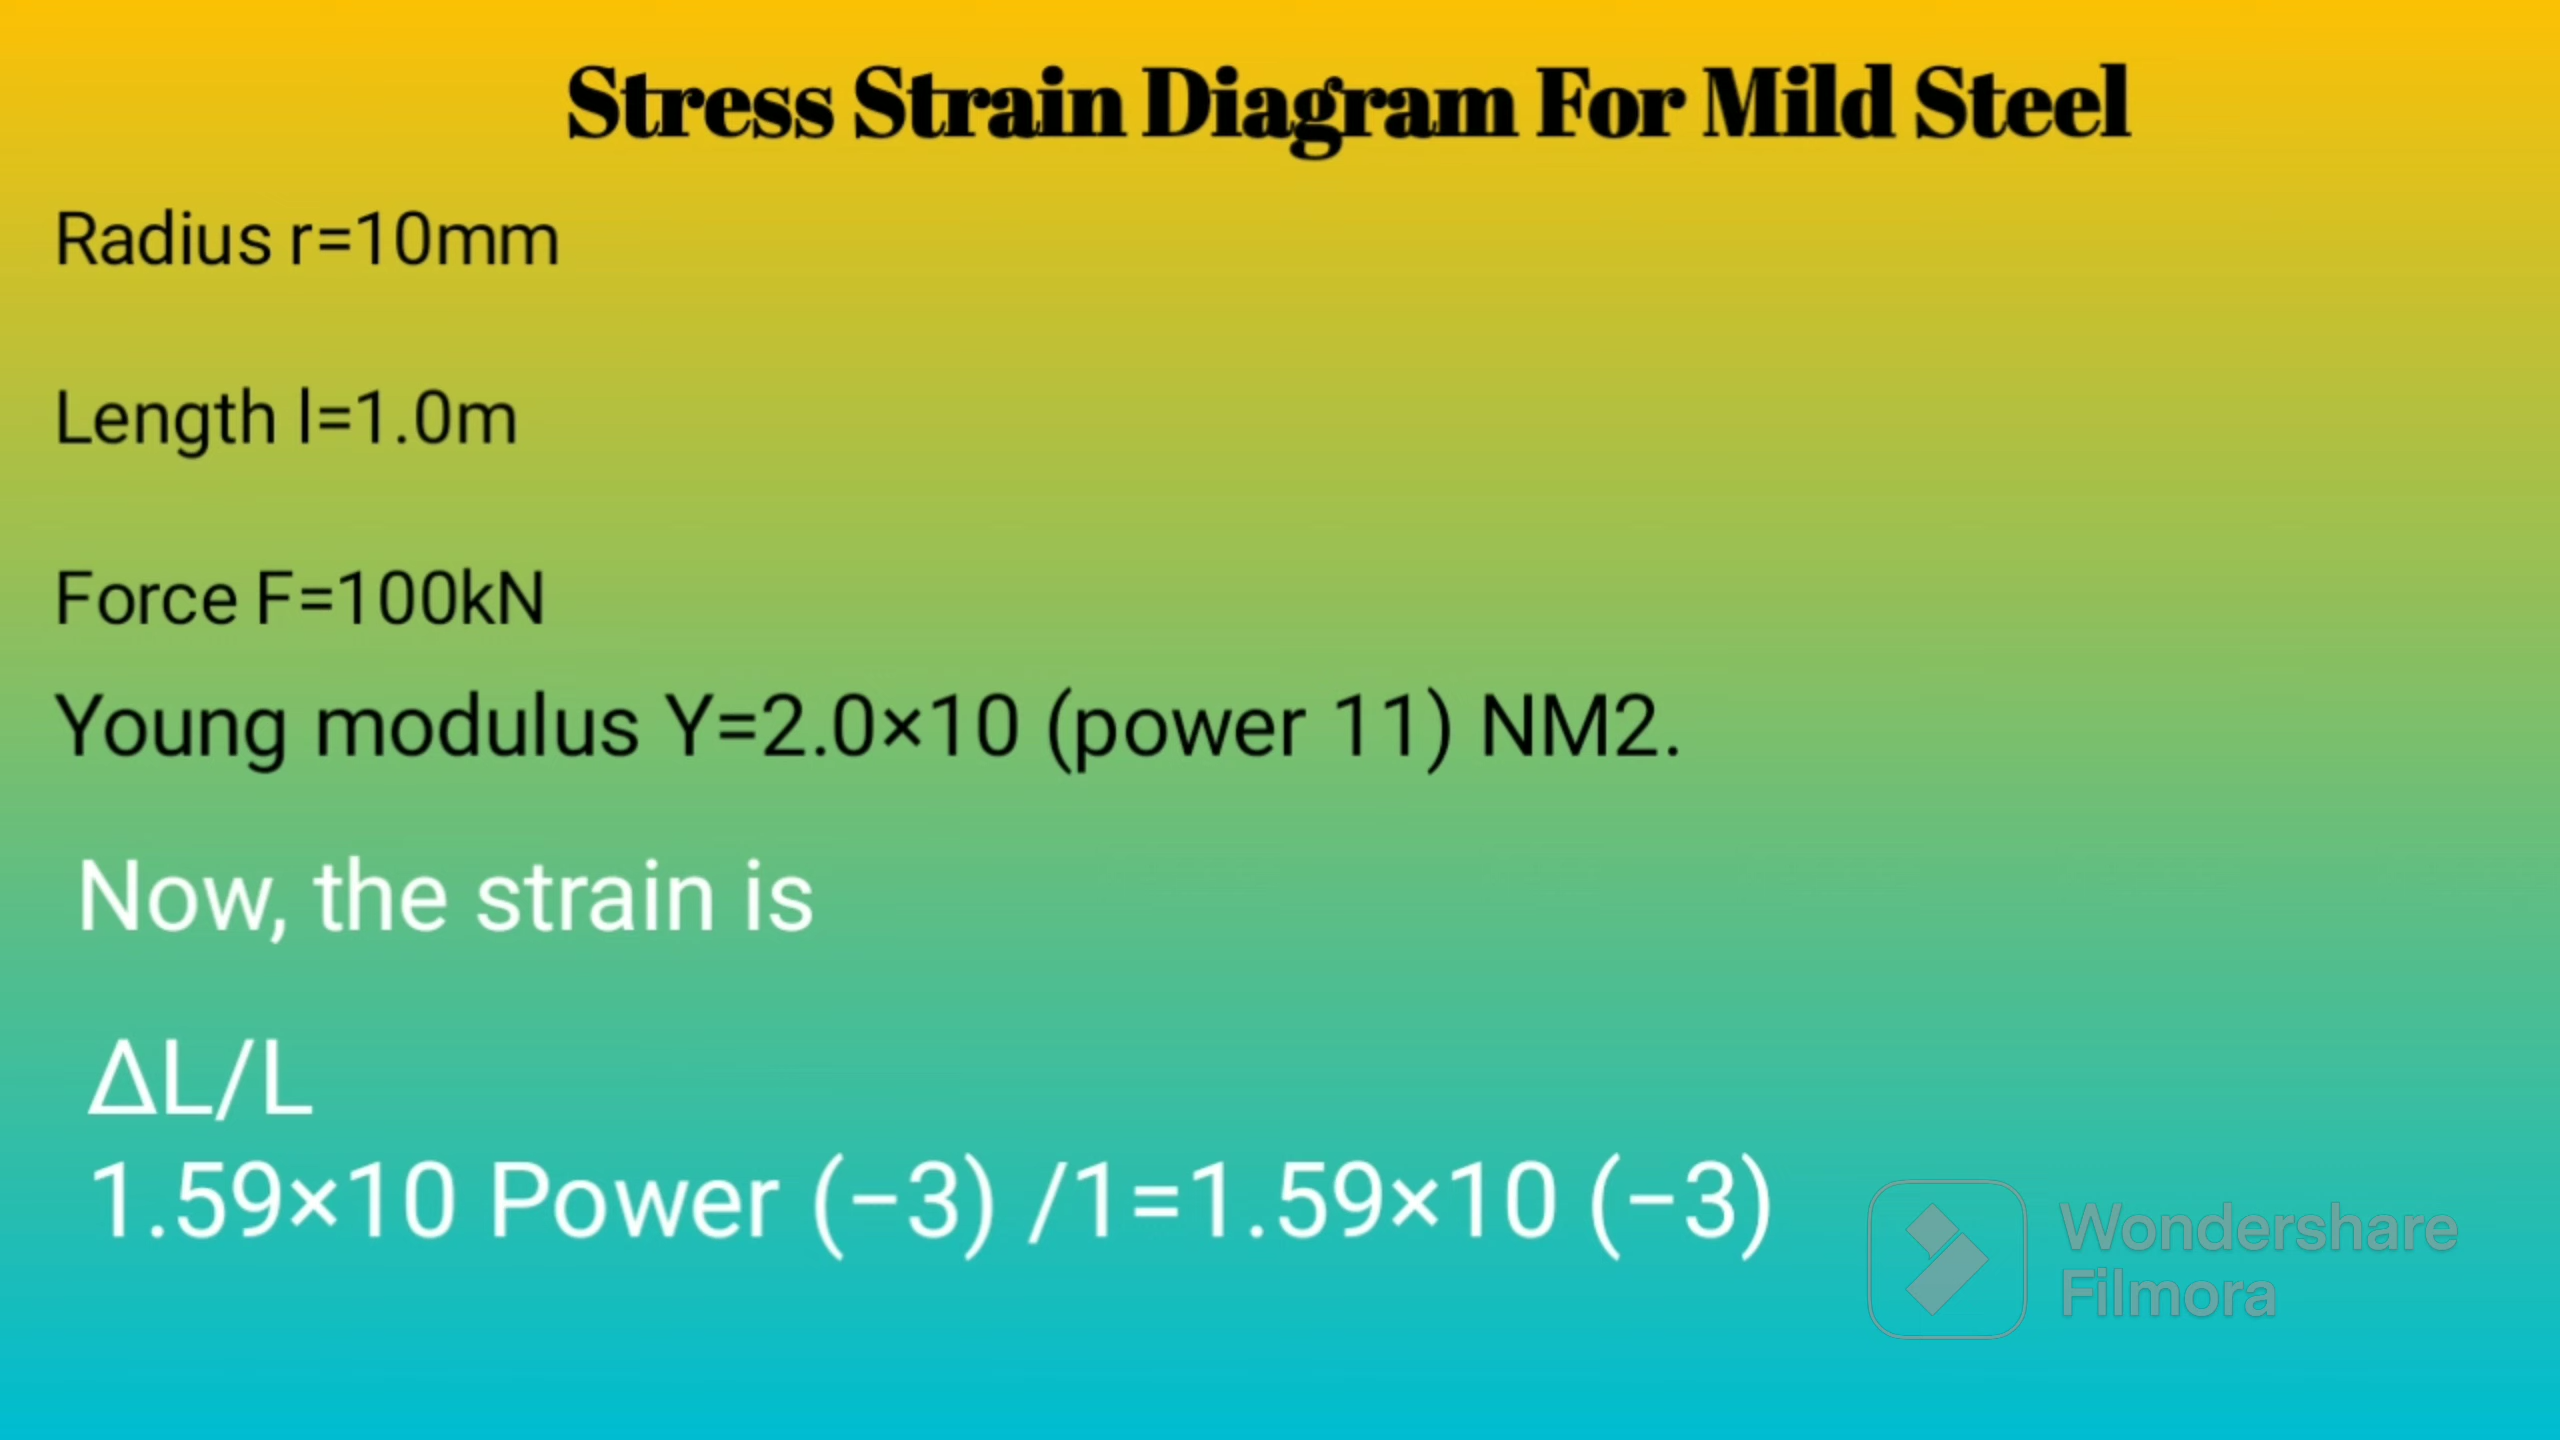 Stress Strain Diagram For Mild Steel
Radius r=10mm
Length l=1.0m
Force F=100kN
Young modulus Y=2.0×10 (power 11) NM2.
Now, the strain is
ΔL/L
1.59×10 Power (−3) /1=1.59×10 (−3)
Wondershare
Filmora